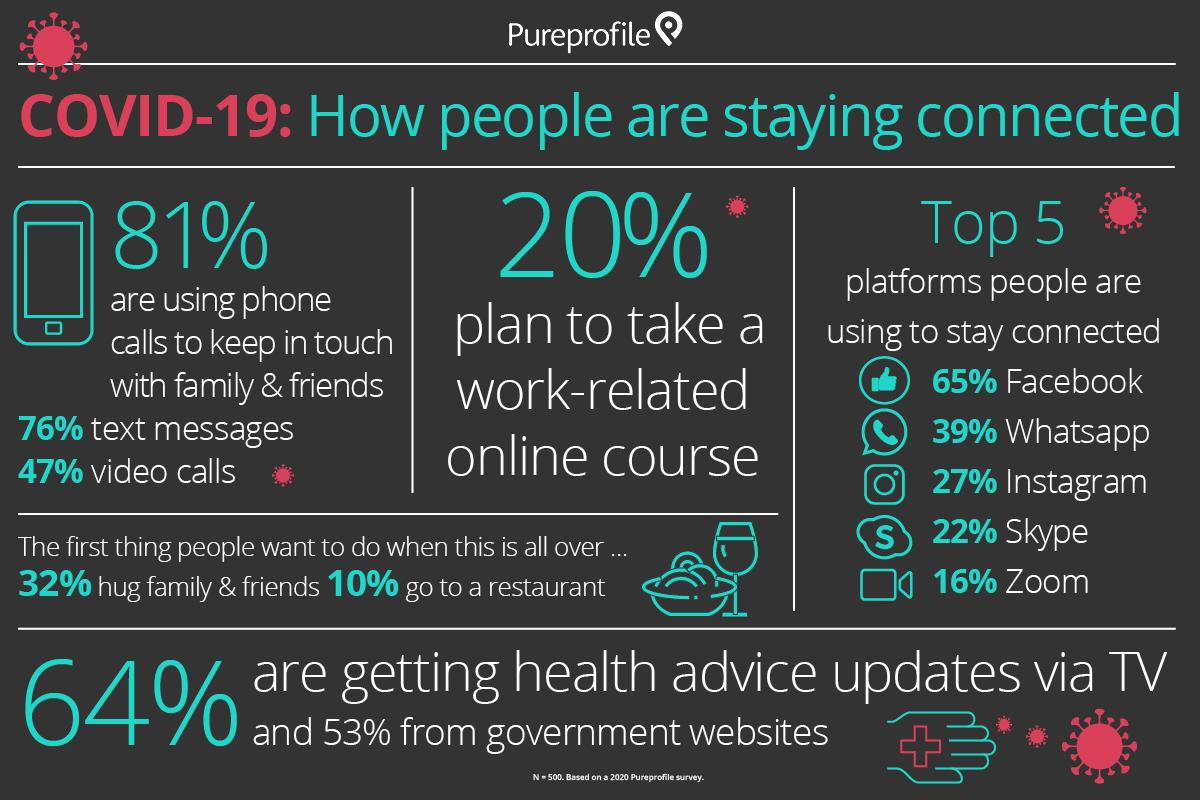 Pureprofile
COVID-19: How people are staying connected
81%
are using phone
calls to keep in touch
with family & friends
76% text messages
47% video calls
20%
plan to take a
work-related
online course
Top 5
platforms people are
using to stay connected
65% Facebook
39% Whatsapp
27% Instagram
S
22% Skype
16% Zoom
The first thing people want to do when this is all over ...
32% hug family & friends 10% go to a restaurant
64%
are getting health advice updates via TV
and 53% from government websites
N = 500. Based on a 2020 Pureprofile survey.